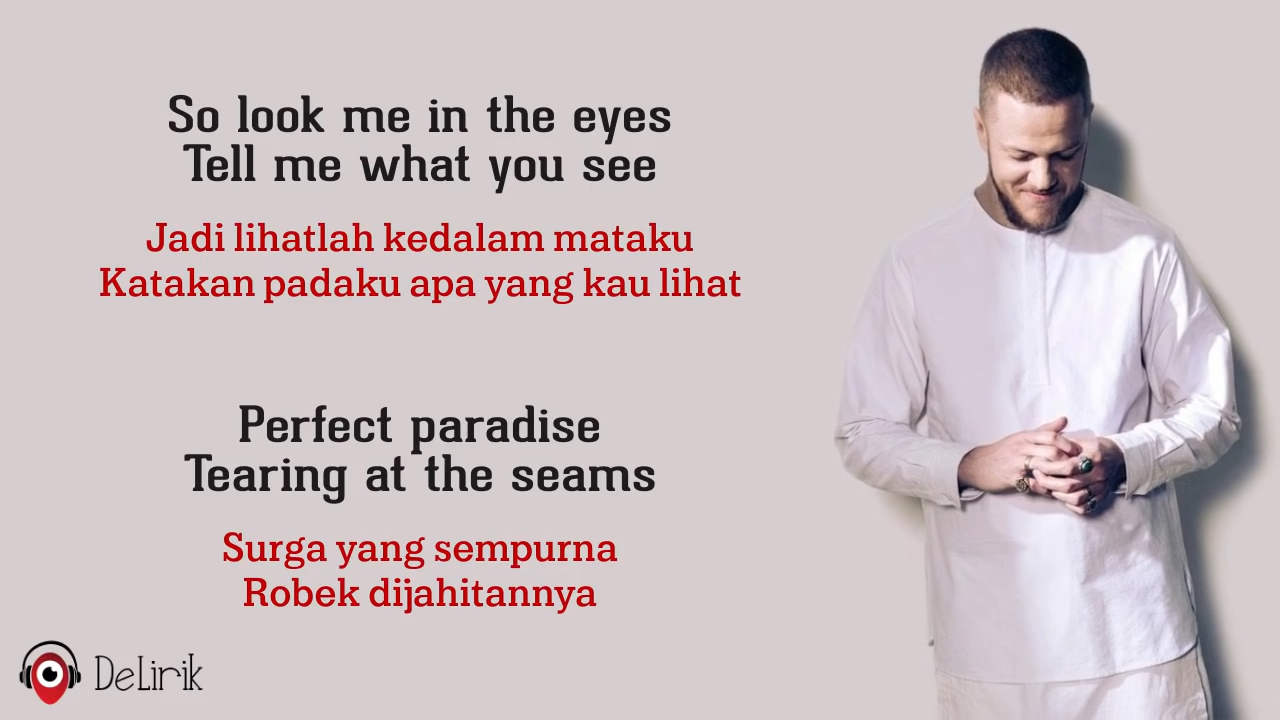 So look me in the eyes
Tell me what you see
Jadi lihatlah kedalam mataku
Katakan padaku apa yang kau lihat
Perfect paradise
Tearing at the seams
Surga yang sempurna
Robek dijahitannya
DeLirik